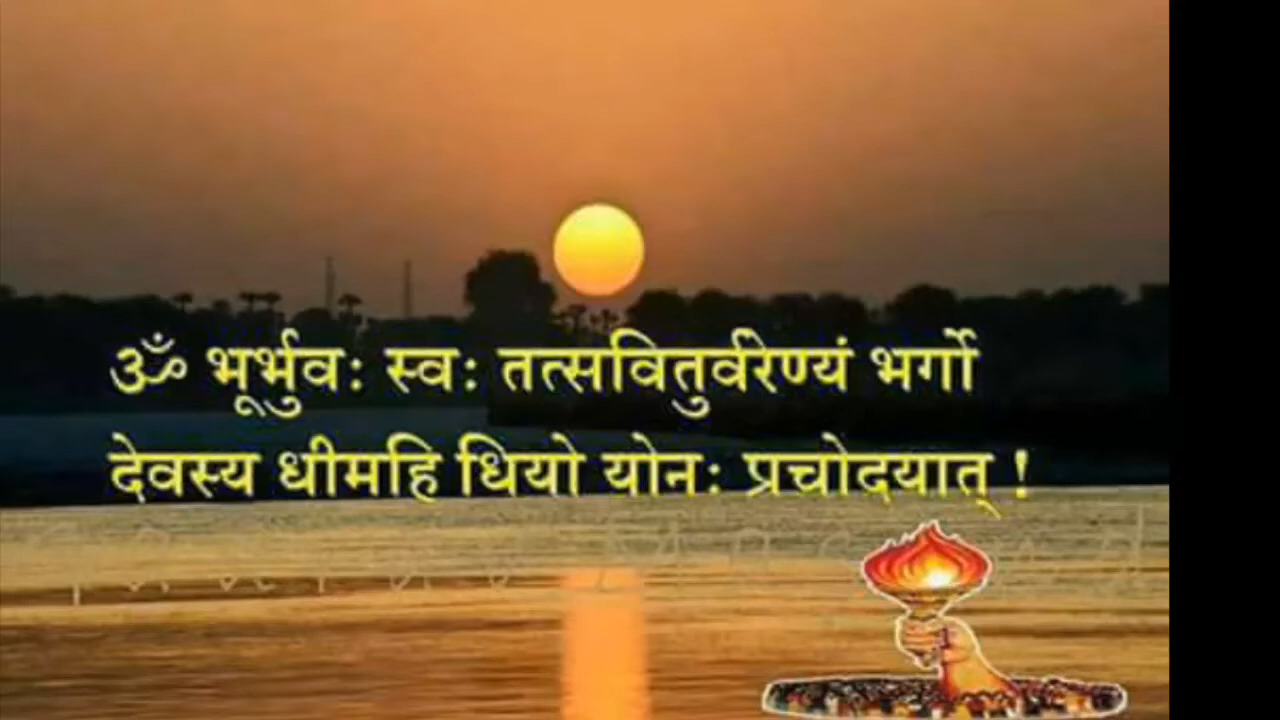 ॐ भूर्भुवः स्वः तत्सवितुर्वरेण्यं भर्गो
देवस्य धीमहि धियो योनः प्रचोदयात् !